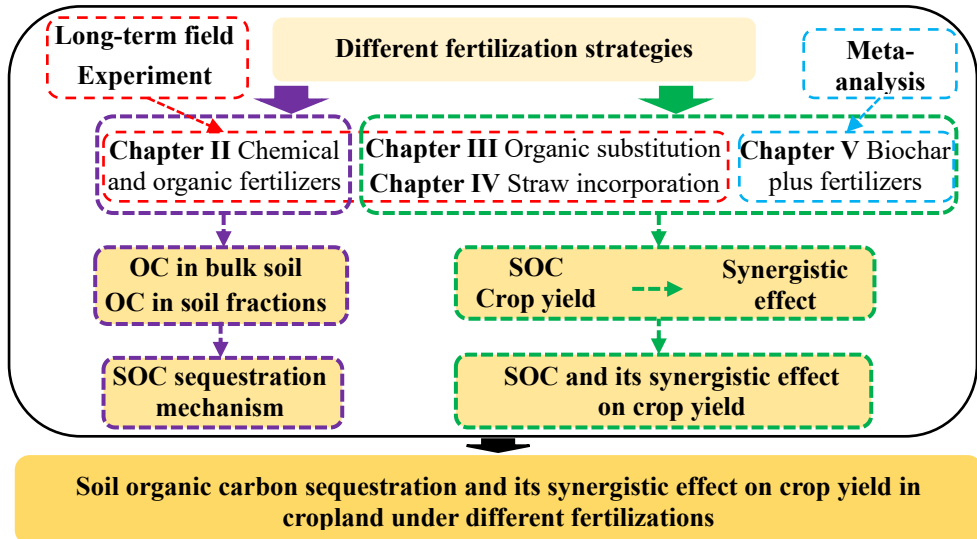 Long-term field
Experiment
Different fertilization strategies
Meta-
analysis
Chapter II Chemical
and organic fertilizers
Chapter III Organic substitution
Chapter IV Straw incorporation
Chapter V Biochar
plus fertilizers
OC in bulk soil
OC in soil fractions
SOC
Crop yield
Synergistic
effect
SOC sequestration
mechanism
SOC and its synergistic effect
on crop yield
Soil organic carbon sequestration and its synergistic effect on crop yield in
cropland under different fertilizations